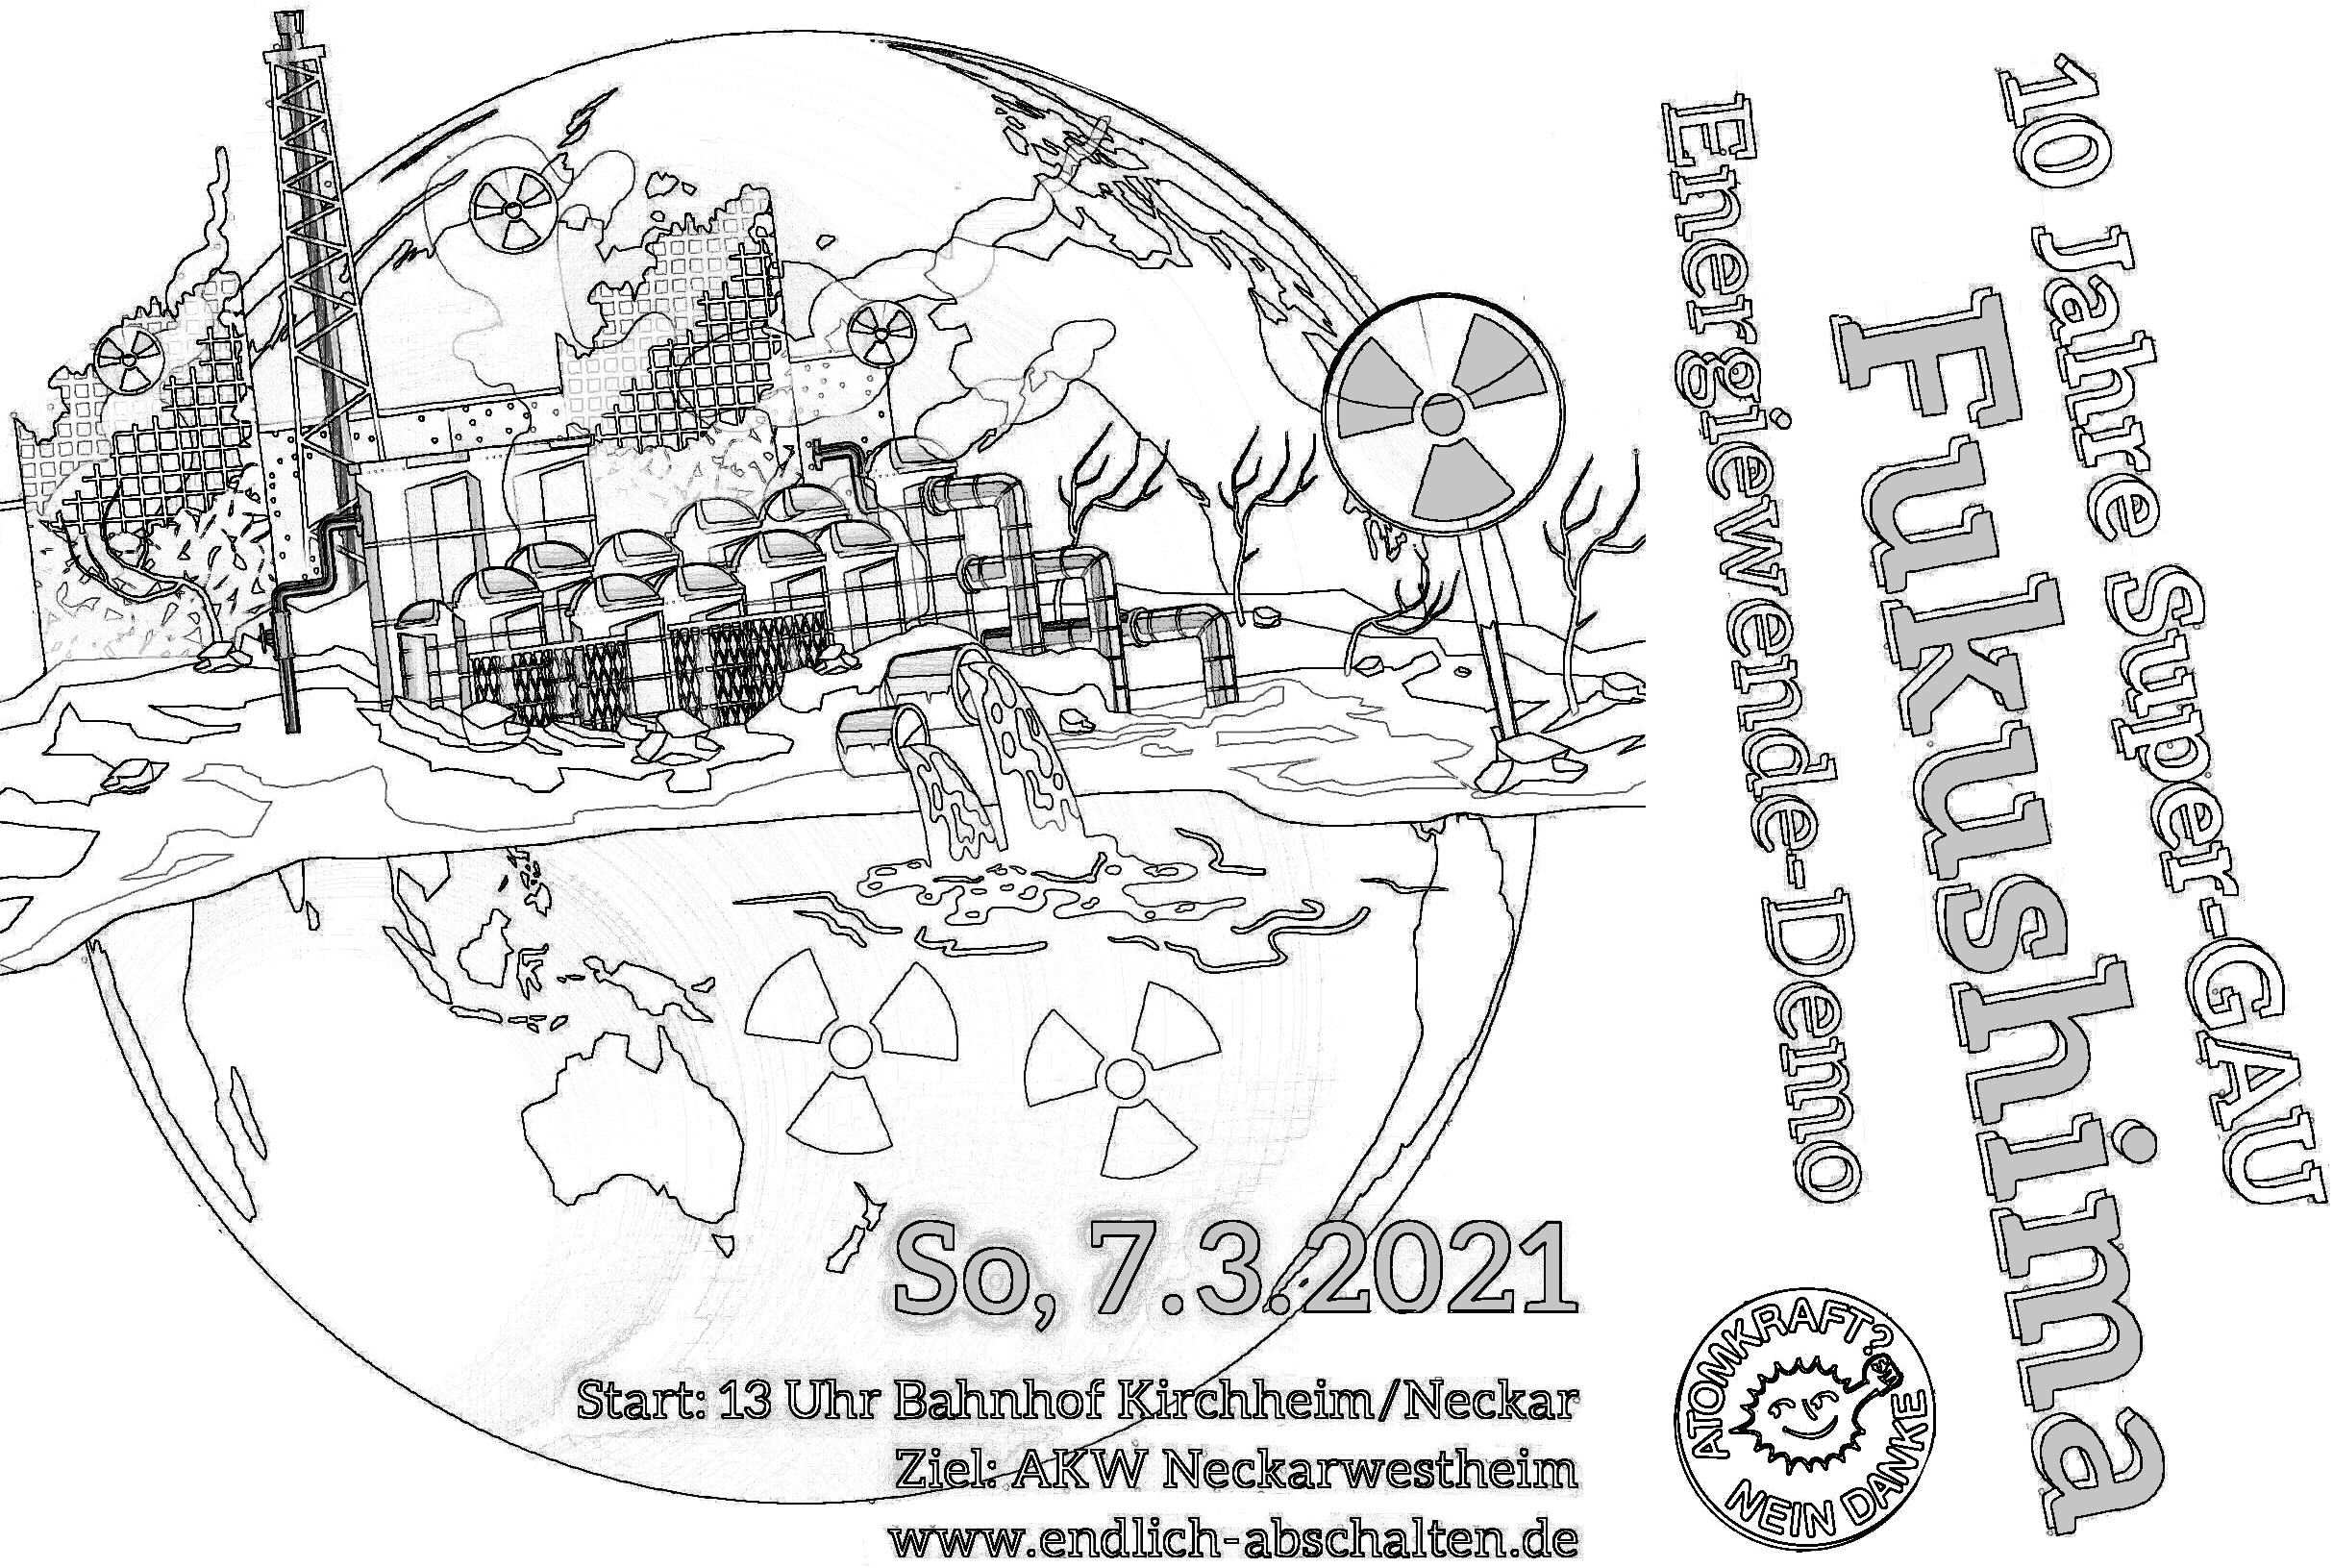 10 Jahre Super-GAU
Fukushima
Energiewende-Demo
So, 7.3.2021
Start: 13 Uhr Bahnhof Kirchheim/Neckar
Ziel: AKW Neckarwestheim
www.endlich-abschalten.de
ATOMKRAFT?
NEIN DANKE